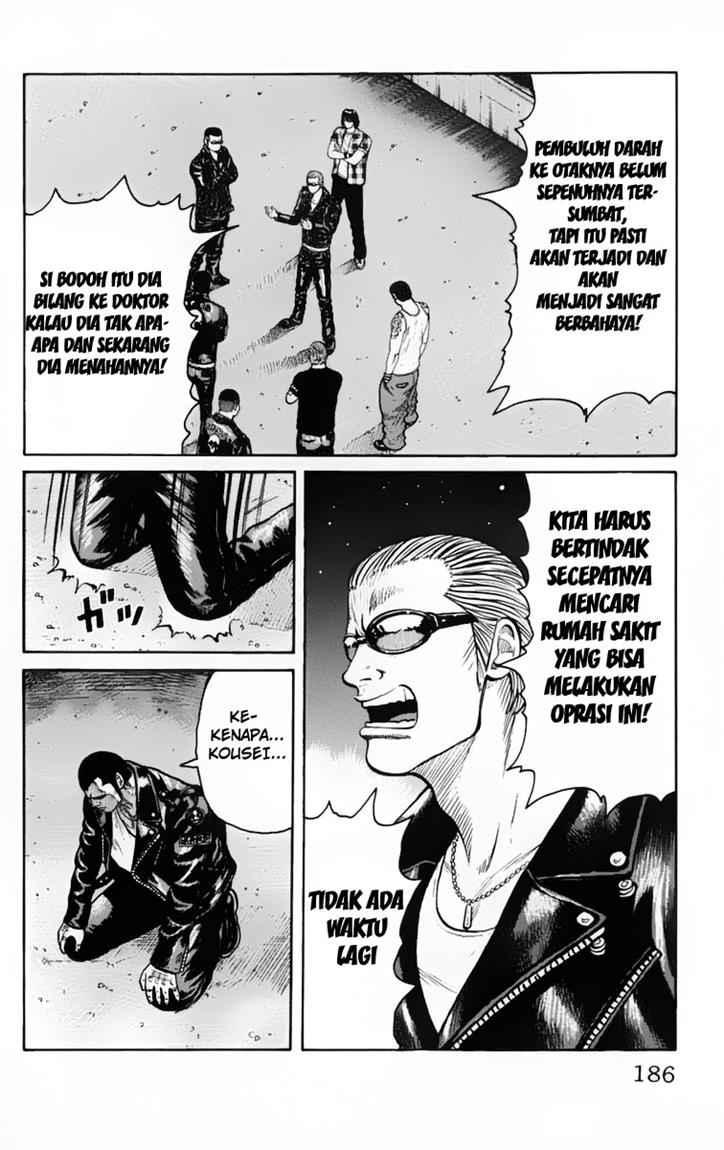 PEMBULUH DARAH
KE OTAKNYA BELUM
SEPENUHNYA TER-
SUMBAT,
TAPI ITU PASTI
AKAN TERJADI DAN
AKAN
MENJADI SANGAT
BERBAHAYA!
SI BODOH ITU DIA
BILANG KE DOKTOR
KALAU DIA TAK APA-
APA DAN SEKARANG
DIA MENAHANNYA!
KITA HARUS
BERTINDAK
SECEPATNYA
MENCARI
RUMAH SAKIT
YANG BISA
MELAKUKAN
OPRASI INI!
TIDAK ADA
WAKTU
LAGI
ガッ
KE-
KENAPA...
KOUSEI...
186